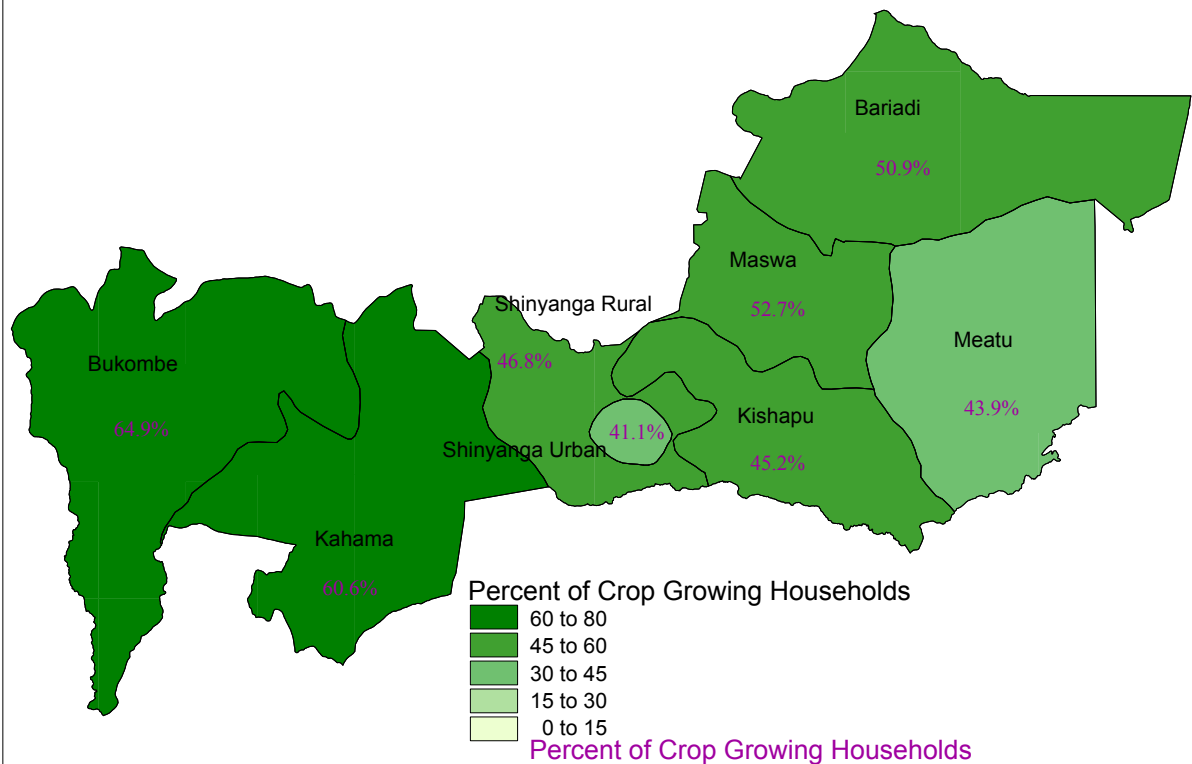 Bariadi
50.9%
Maswa
52.7%
Shinyanga Rural
46.8%
Meatu
43.9%
Bukombe
64.9%
Kishapu
45.2%
Shinyanga Urban
41.1%
Kahama
60.6%
Percent of Crop Growing Households
60 to 80
45 to 60
30 to 45
15 to 30
0 to 15
Percent of Crop Growing Households